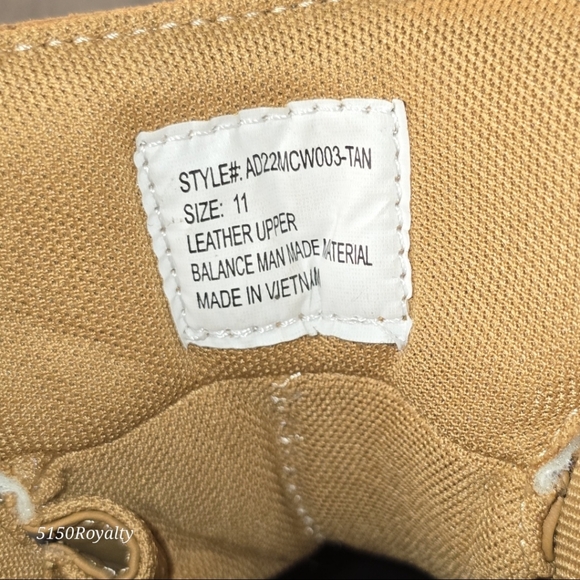 STYLE#: AD22MCW003-TAN
SIZE: 11
LEATHER UPPER
BALANCE MAN MADE MATERIAL
MADE IN VIETNAM
5150Royalty